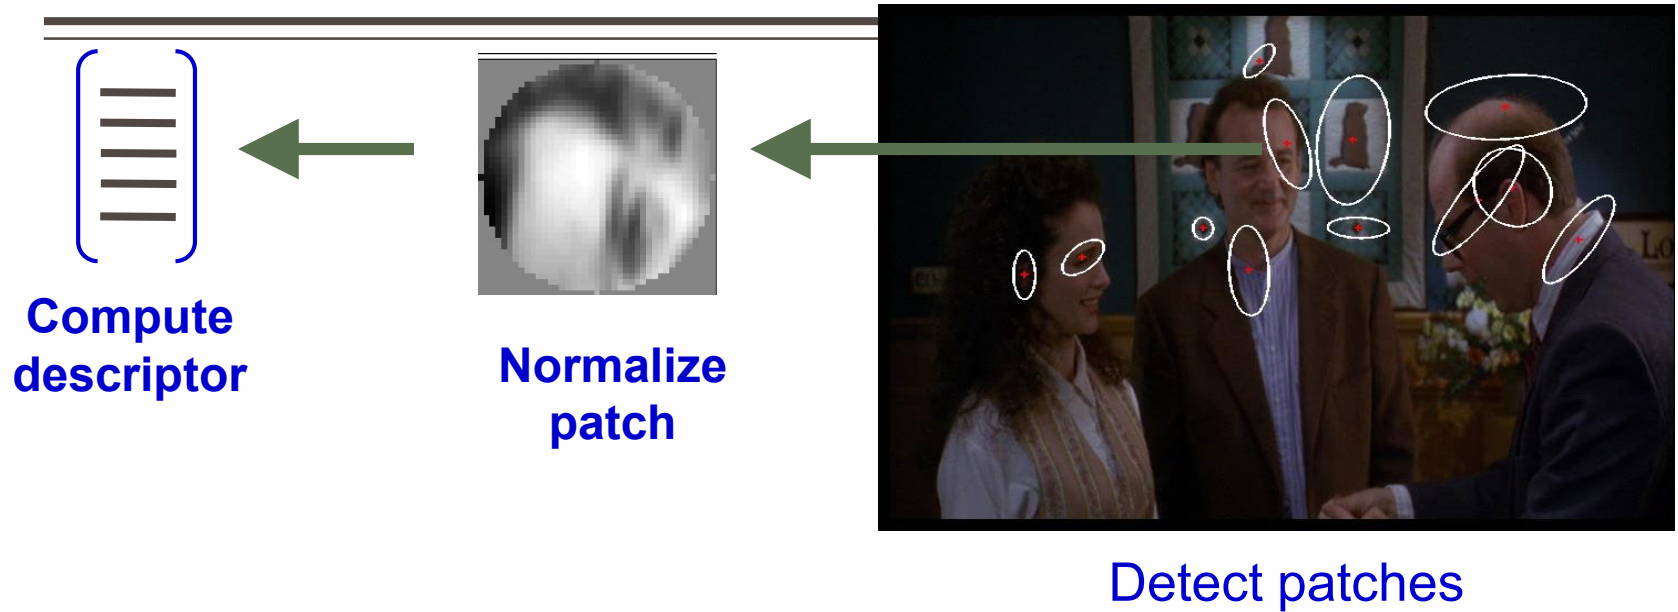 Compute
descriptor
Normalize
patch
Detect patches